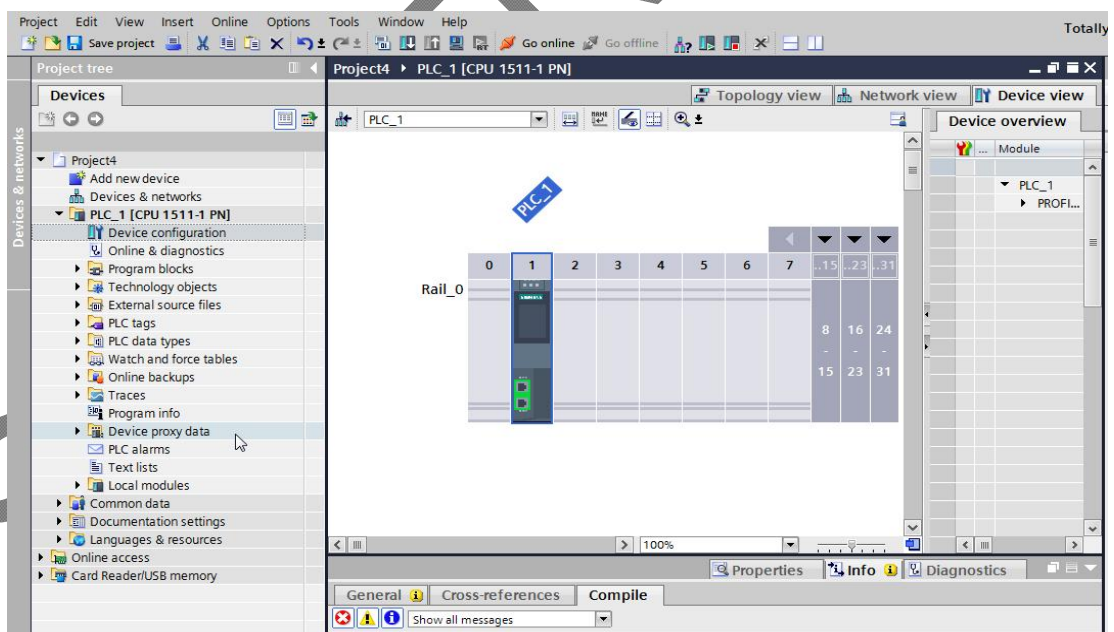 Project Edit View Insert Online Options Tools Window Help
Save project Go online Go offline Totally
Project tree
Project4 PLC_1 [CPU 1511-1 PN]
Devices
Topology view Network view Device view
PLC_1
Device overview
... Module
PLC_1
PROFI...
Devices & networks
Project4
Add new device
Devices & networks
PLC_1 [CPU 1511-1 PN]
Device configuration
Online & diagnostics
Program blocks
Technology objects
External source files
PLC tags
PLC data types
Watch and force tables
Online backups
Traces
Program info
Device proxy data
PLC alarms
Text lists
Local modules
Common data
Documentation settings
Languages & resources
Online access
Card Reader/USB memory
PLC_1
0 1 2 3 4 5 6 7 ..15 ..23 ..31
Rail_0
8 16 24
- - -
15 23 31
100%
Properties Info Diagnostics
General Cross-references Compile
Show all messages